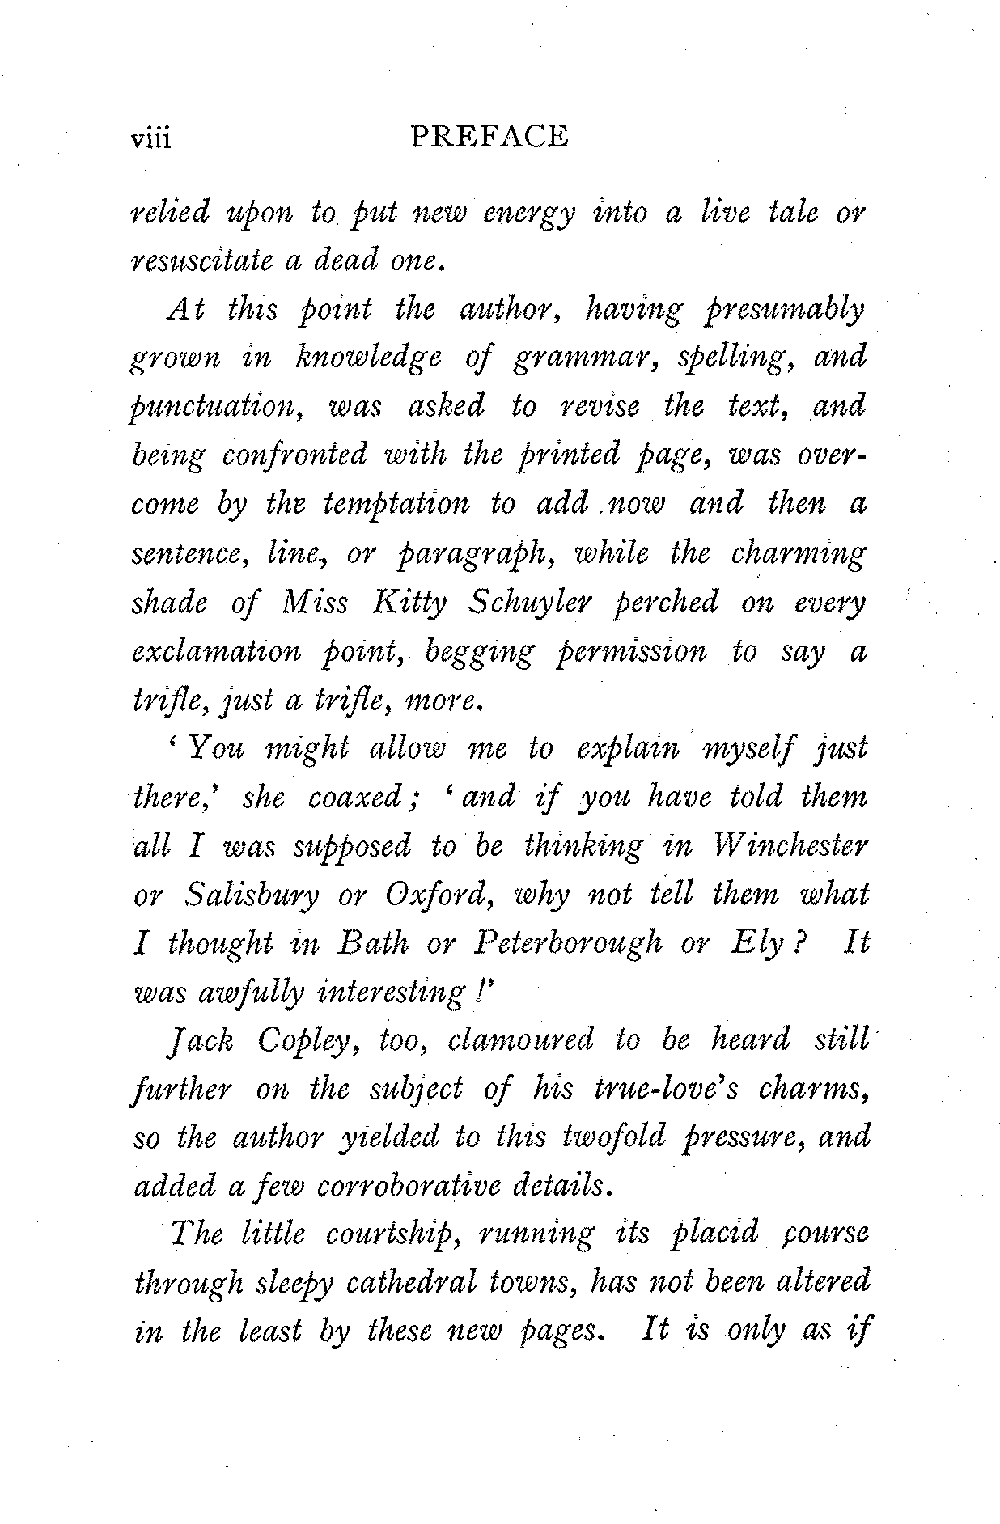 viii PREFACE
relied upon to put new energy into a live tale or
resuscitate a dead one.
At this point the author, having presumably
grown in knowledge of grammar, spelling, and
punctuation, was asked to revise the text, and
being confronted with the printed page, was over-
come by the temptation to add now and then a
sentence, line, or paragraph, while the charming
shade of Miss Kitty Schuyler perched on every
exclamation point, begging permission to say a
trifle, just a trifle, more.
‘You might allow me to explain myself just
there,’ she coaxed; ‘and if you have told them
all I was supposed to be thinking in Winchester
or Salisbury or Oxford, why not tell them what
I thought in Bath or Peterborough or Ely? It
was awfully interesting!’
Jack Copley, too, clamoured to be heard still
further on the subject of his true-love’s charms,
so the author yielded to this twofold pressure, and
added a few corroborative details.
The little courtship, running its placid course
through sleepy cathedral towns, has not been altered
in the least by these new pages. It is only as if